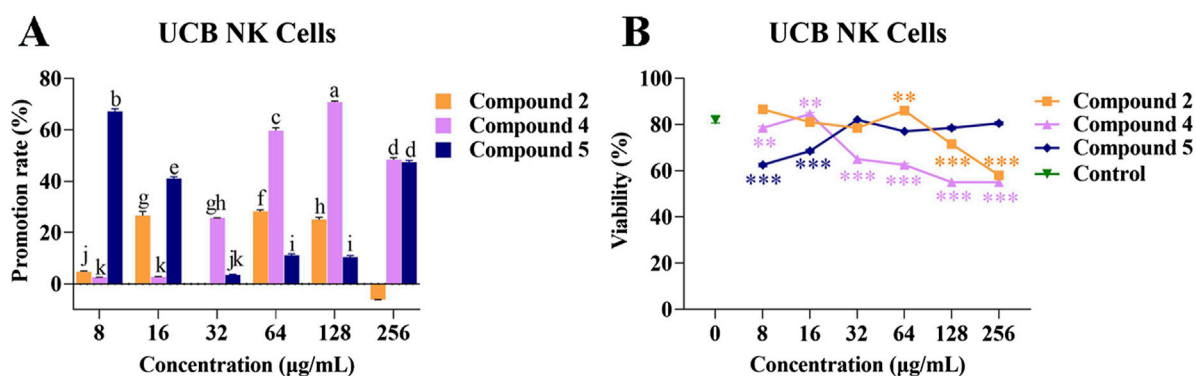 A
UCB NK Cells
Promotion rate (%)
80
60
40
20
0
j
k
b
g
k
e
gh
jk
f
c
i
h
a
i
d
d
8
16
32
64
128
256
Concentration (μg/mL)
Compound 2
Compound 4
Compound 5
B
UCB NK Cells
Viability (%)
100
80
60
40
20
0
**
***
**
***
***
**
***
***
***
***
***
0
8
16
32
64
128
256
Concentration (μg/mL)
Compound 2
Compound 4
Compound 5
Control